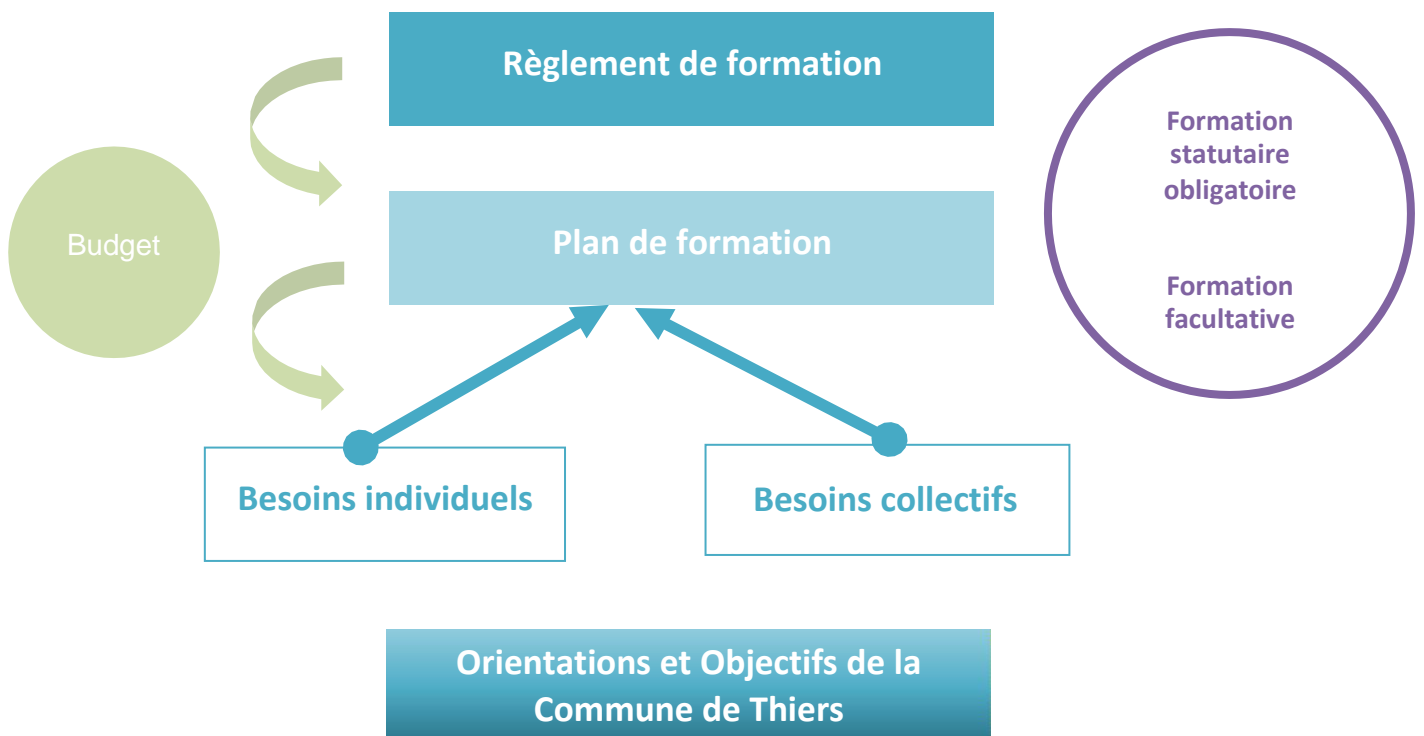 Règlement de formation
Formation
statutaire
obligatoire
Budget
Plan de formation
Formation
facultative
Besoins individuels
Besoins collectifs
Orientations et Objectifs de la
Commune de Thiers